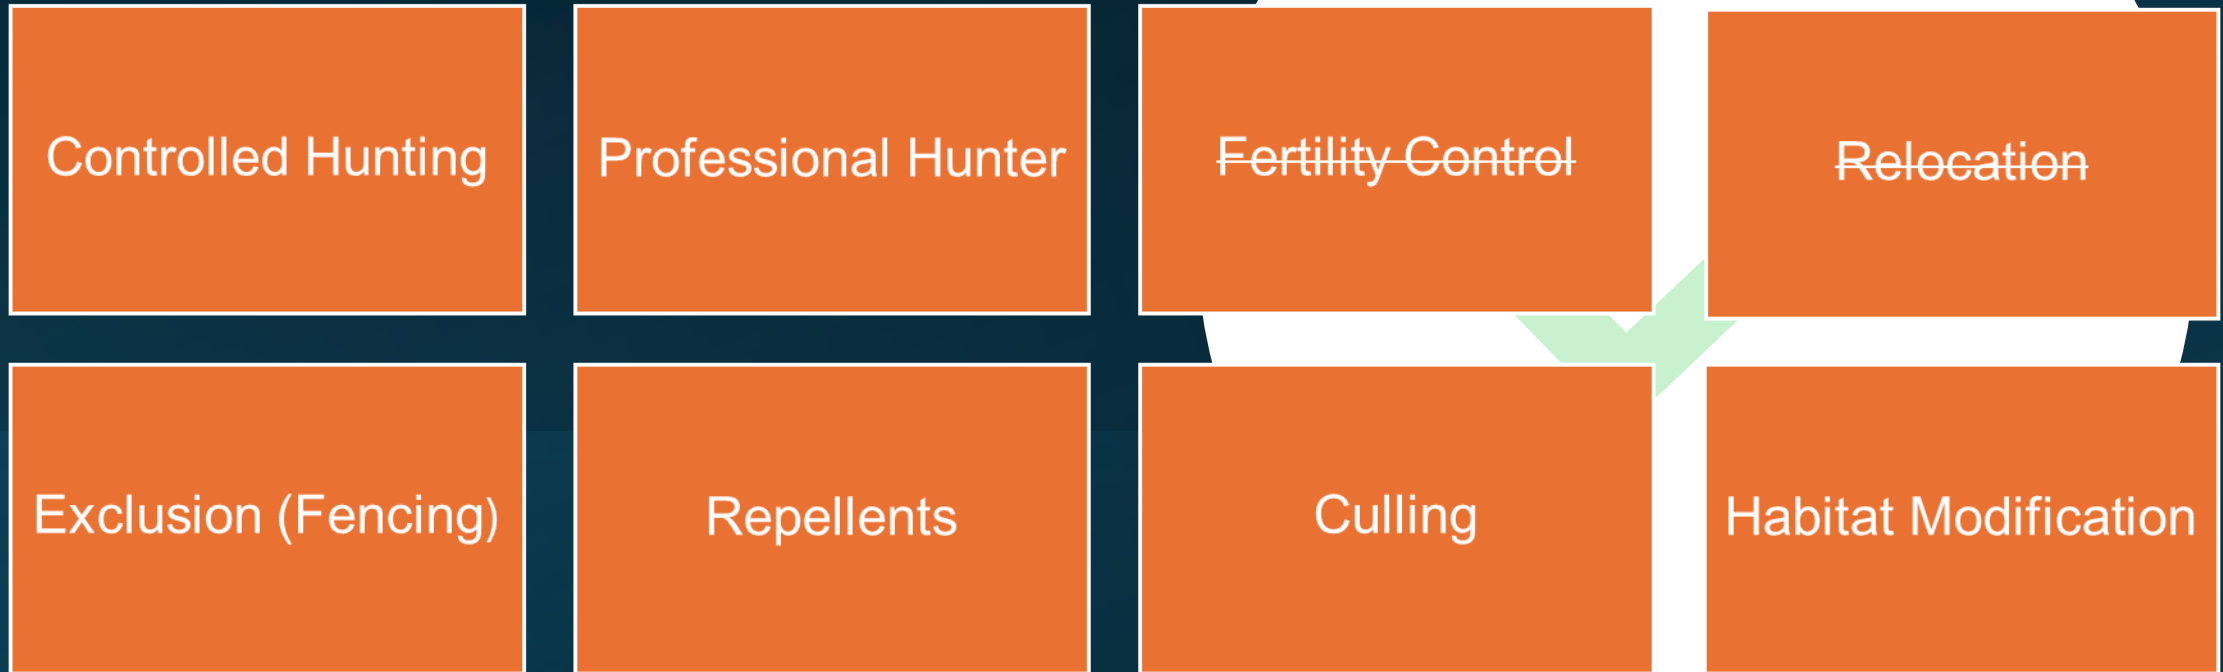 Controlled Hunting
Professional Hunter
Fertility Control
Relocation
Exclusion (Fencing)
Repellents
Culling
Habitat Modification